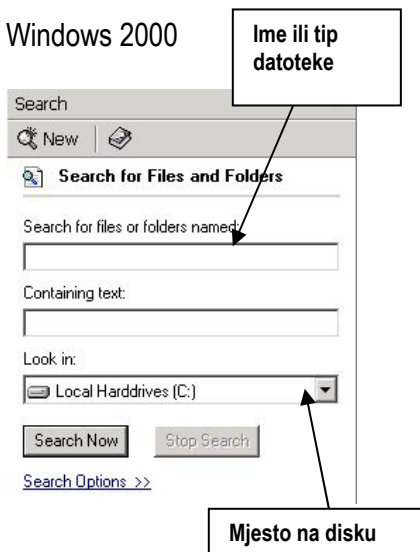 Windows 2000
Ime ili tip
datoteke
Search
New
Search for Files and Folders
Search for files or folders named:
Containing text:
Look in:
Local Harddrives (C:)
Search Now
Stop Search
Search Options >>
Mjesto na disku